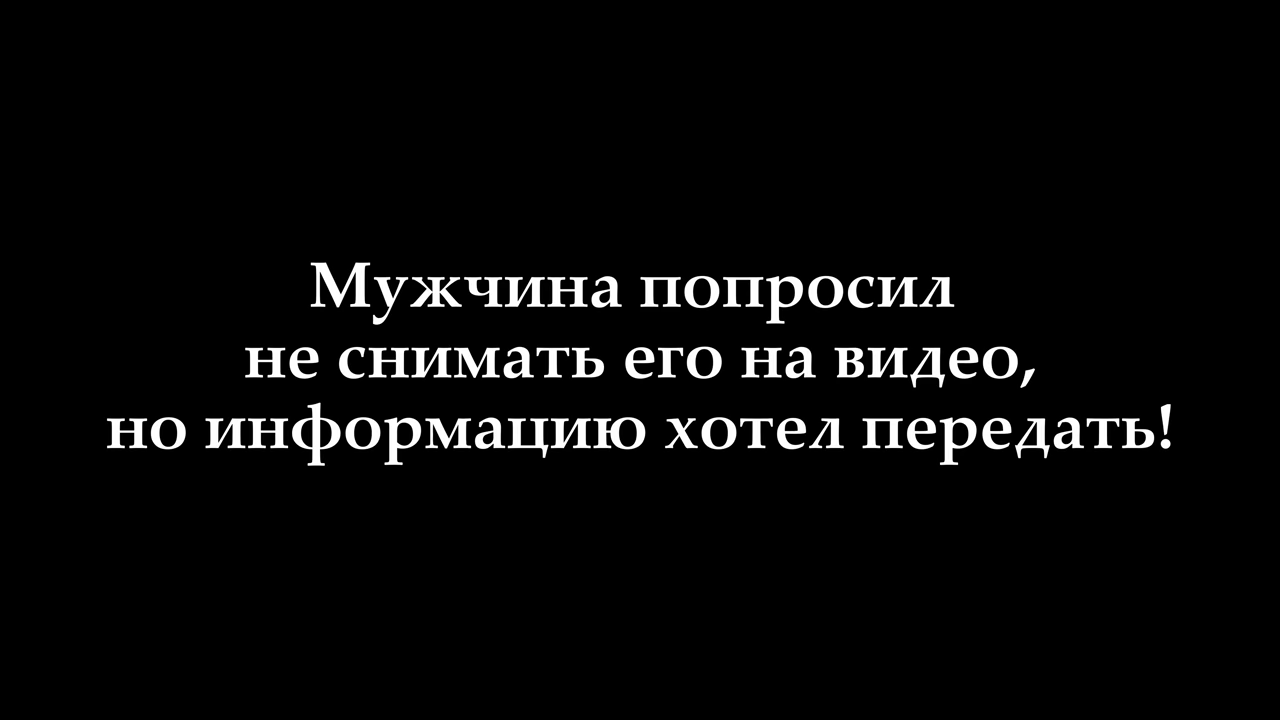 Мужчина попросил
не снимать его на видео,
но информацию хотел передать!